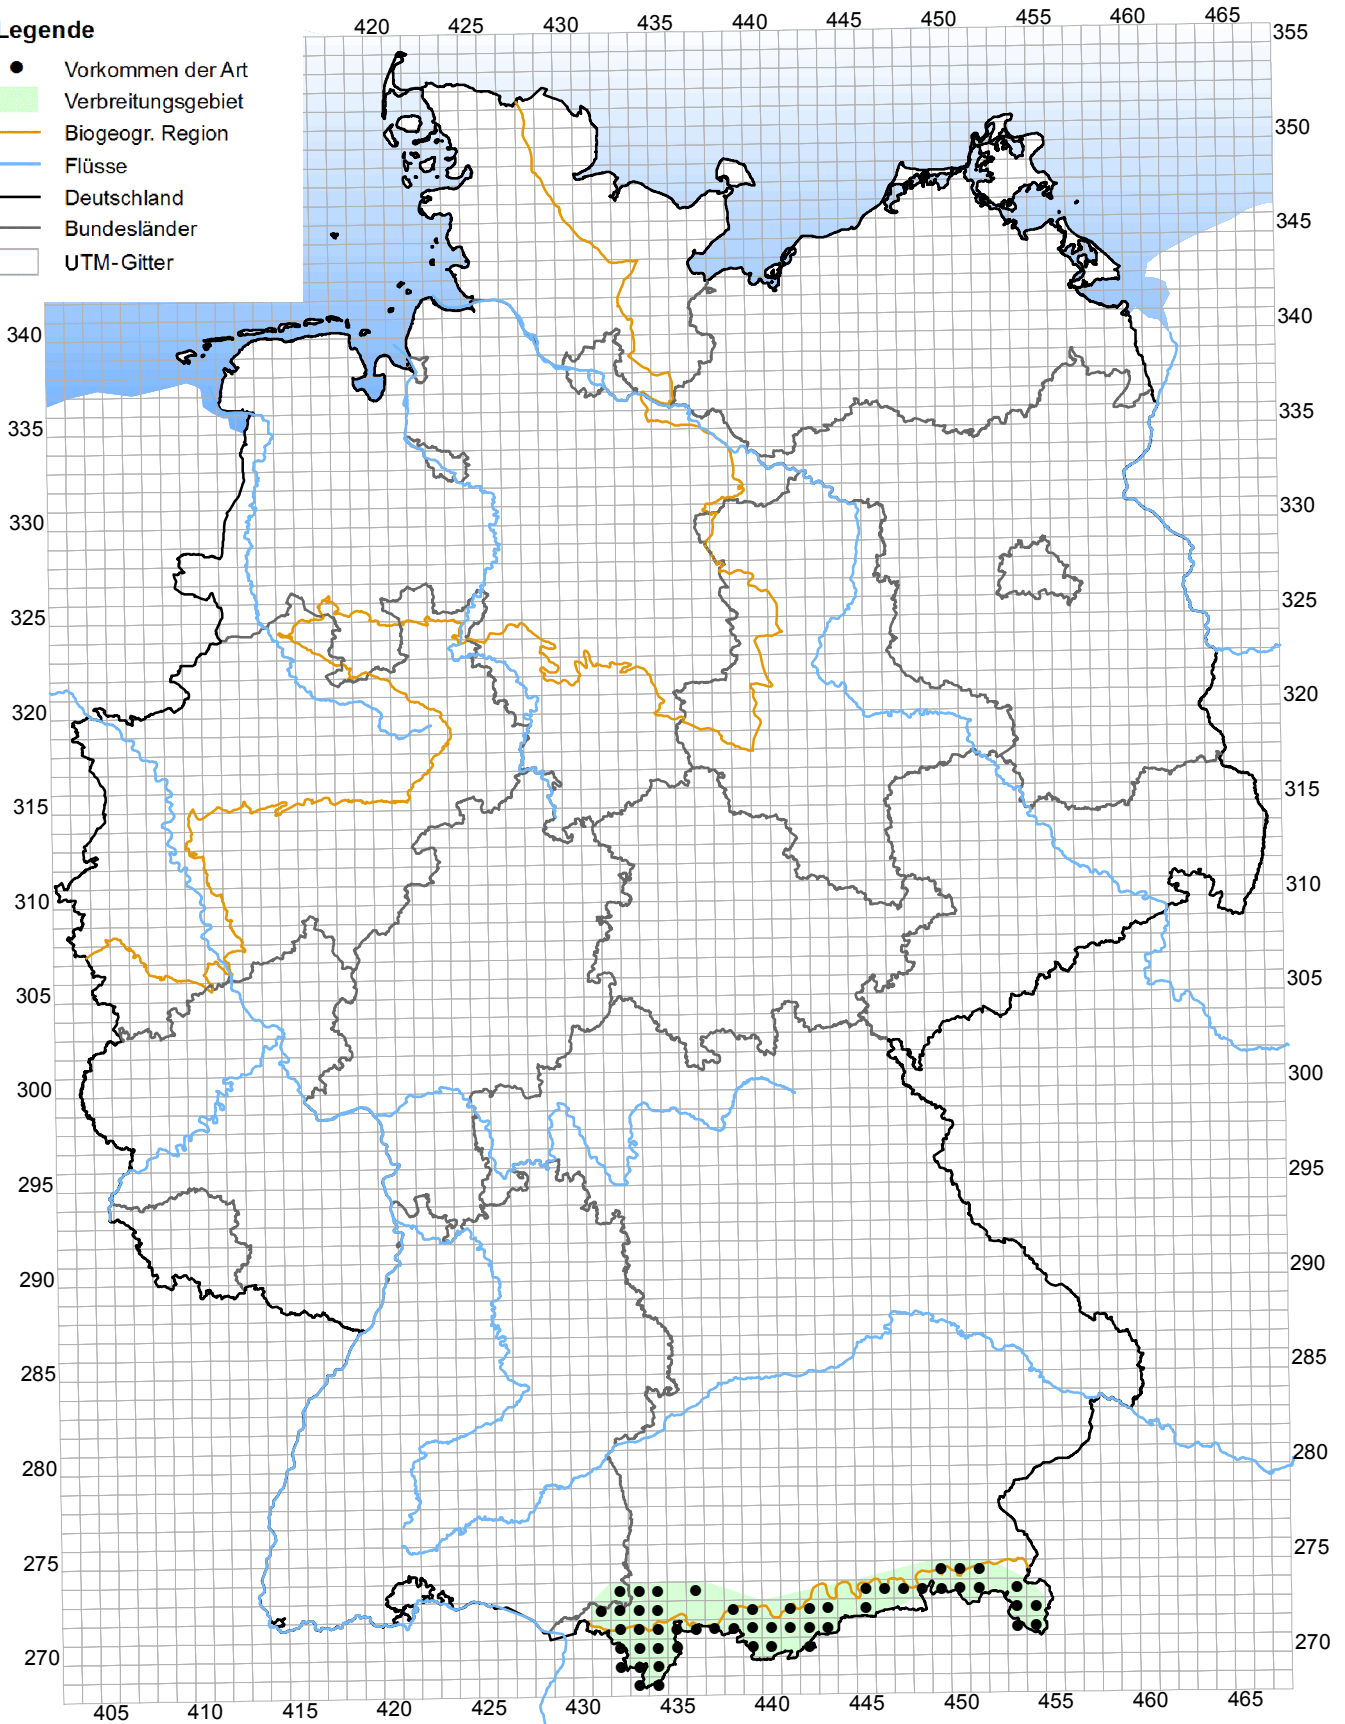 Legende
Vorkommen der Art
Verbreitungsgebiet
Biogeogr. Region
Flüsse
Deutschland
Bundesländer
UTM-Gitter
420 425 430 435 440 445 450 455 460 465
355
350
345
340 340
335 335
330 330
325 325
320 320
315 315
310 310
305 305
300 300
295 295
290 290
285 285
280 280
275 275
270 270
405 410 415 420 425 430 435 440 445 450 455 460 465